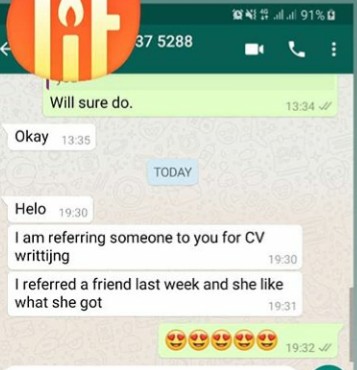 91%
37 5288
Will sure do.
13:34
Okay 13:35
TODAY
Helo 19:30
I am referring someone to you for CV
writtijng 19:30
I referred a friend last week and she like
what she got 19:31
19:32